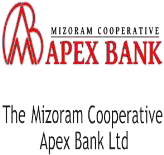 MIZORAM COOPERATIVE
APEX BANK
The Mizoram Cooperative
Apex Bank Ltd